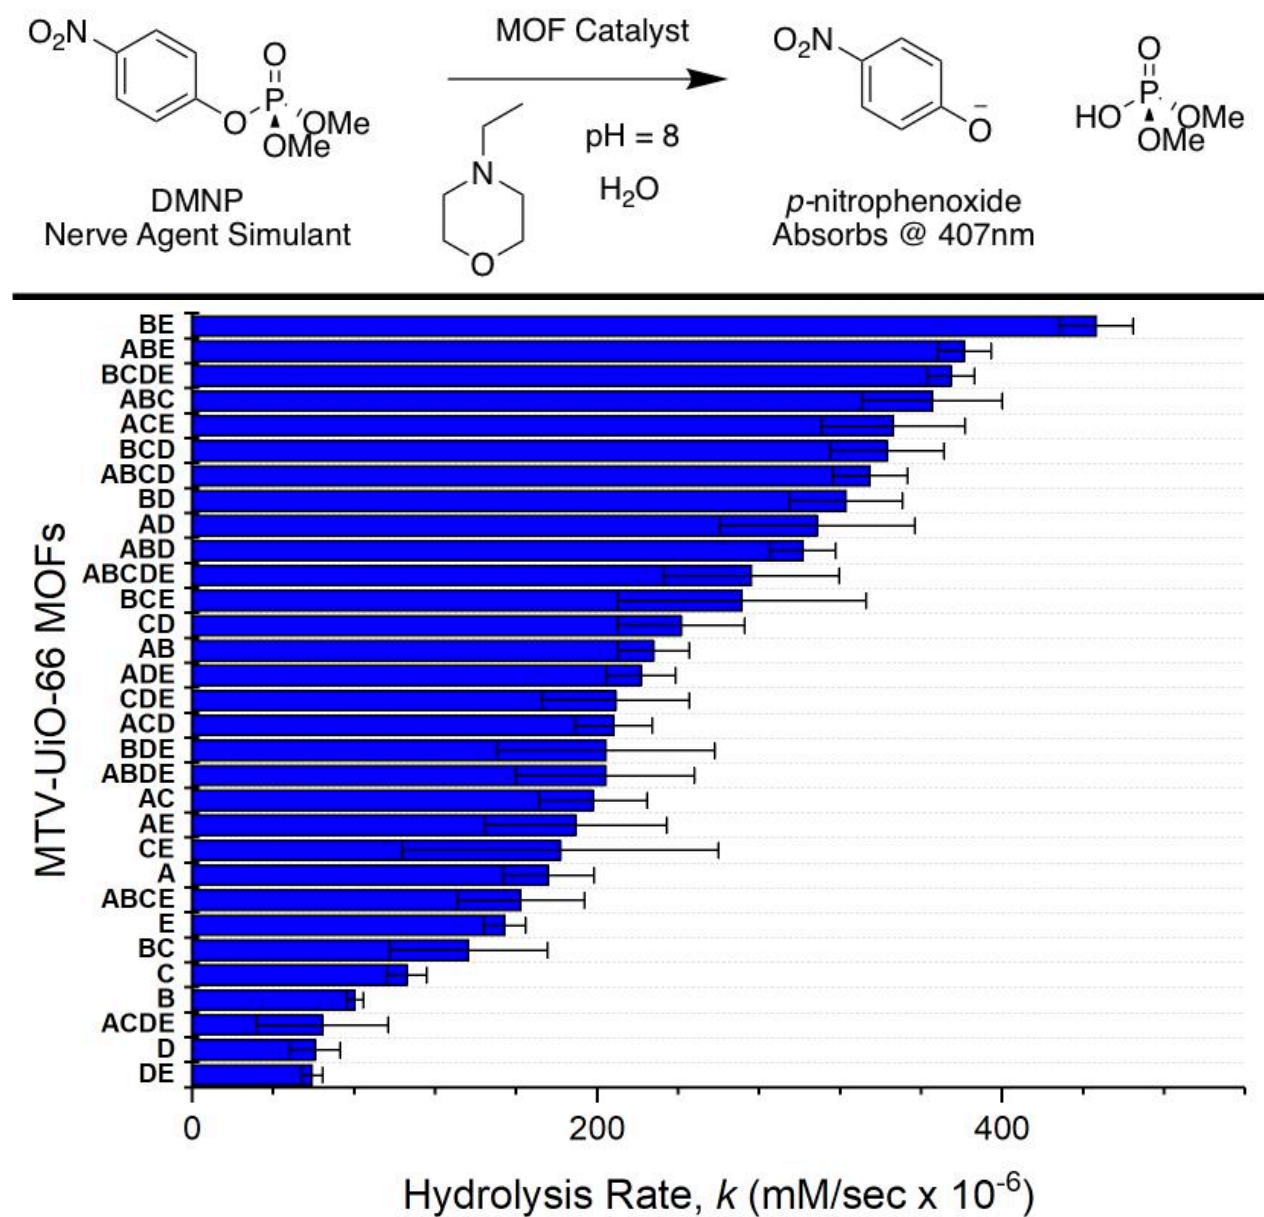 O₂N
O
P
O
OMe
OMe
DMNP
Nerve Agent Simulant
MOF Catalyst
N
O
pH = 8
H₂O
O₂N
O
−
p-nitrophenoxide
Absorbs @ 407nm
O
P
HO
OMe
OMe
MTV-UiO-66 MOFs
BE
ABE
BCDE
ABC
ACE
BCD
ABCD
BD
AD
ABD
ABCDE
BCE
CD
AB
ADE
CDE
ACD
BDE
ABDE
AC
AE
CE
A
ABCE
E
BC
C
B
ACDE
D
DE
0 200 400
Hydrolysis Rate, k (mM/sec x 10⁻⁶)